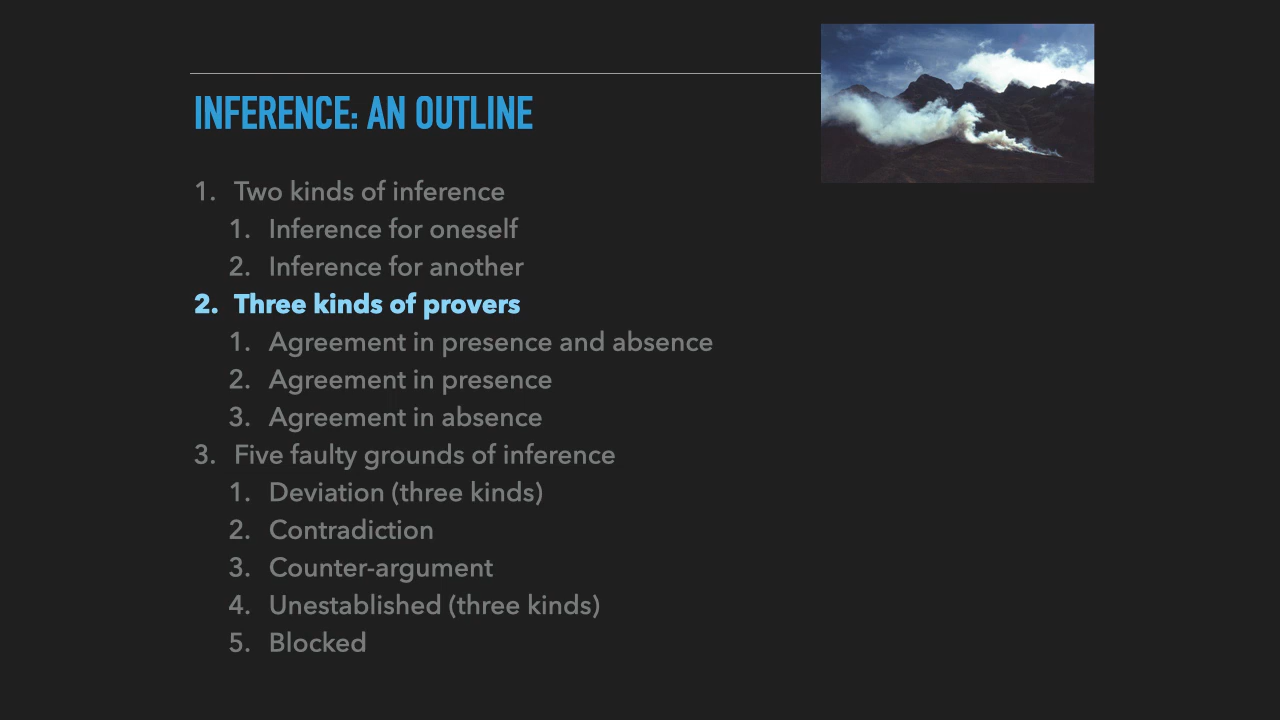 INFERENCE: AN OUTLINE
1. Two kinds of inference
1. Inference for oneself
2. Inference for another
2. Three kinds of provers
1. Agreement in presence and absence
2. Agreement in presence
3. Agreement in absence
3. Five faulty grounds of inference
1. Deviation (three kinds)
2. Contradiction
3. Counter-argument
4. Unestablished (three kinds)
5. Blocked